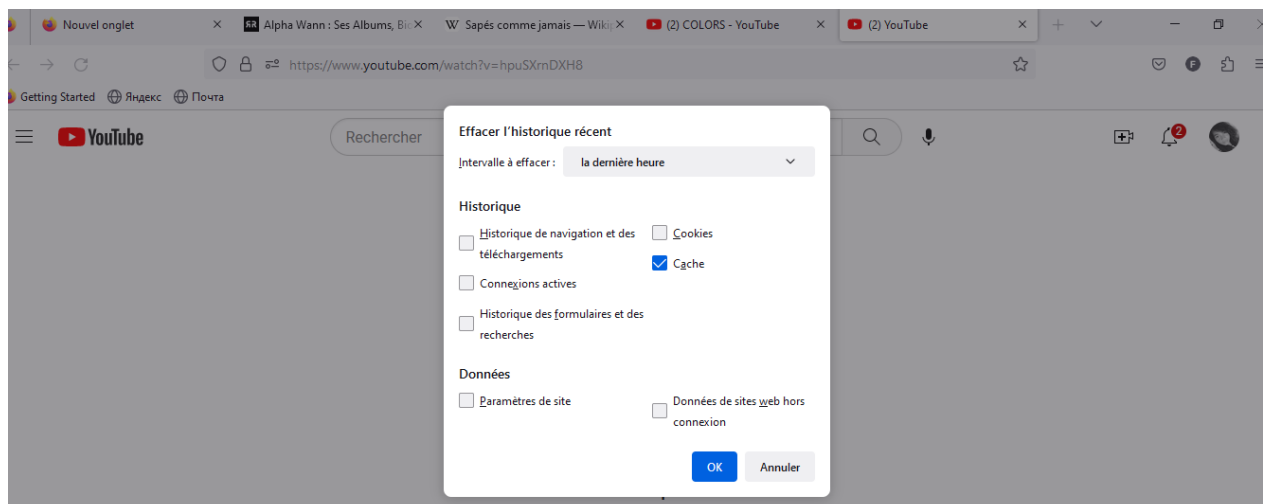 Nouvel onglet
Alpha Wann : Ses Albums, Bio
Sapés comme jamais — Wikip
(2) COLORS - YouTube
(2) YouTube
https://www.youtube.com/watch?v=hpuSXrnDXH8
F
Getting Started
Яндекс
Почта
YouTube
Rechercher
2
Effacer l’historique récent
Intervalle à effacer :
la dernière heure
Historique
Historique de navigation et des
téléchargements
Cookies
Cache
Connexions actives
Historique des formulaires et des
recherches
Données
Paramètres de site
Données de sites web hors
connexion
OK
Annuler